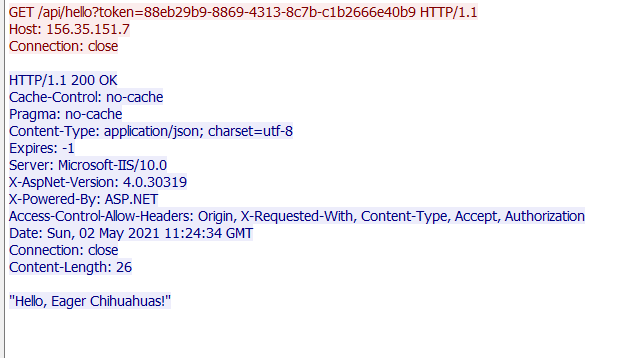 GET /api/hello?token=88eb29b9-8869-4313-8c7b-c1b2666e40b9 HTTP/1.1
Host: 156.35.151.7
Connection: close
HTTP/1.1 200 OK
Cache-Control: no-cache
Pragma: no-cache
Content-Type: application/json; charset=utf-8
Expires: -1
Server: Microsoft-IIS/10.0
X-AspNet-Version: 4.0.30319
X-Powered-By: ASP.NET
Access-Control-Allow-Headers: Origin, X-Requested-With, Content-Type, Accept, Authorization
Date: Sun, 02 May 2021 11:24:34 GMT
Connection: close
Content-Length: 26
"Hello, Eager Chihuahuas!"